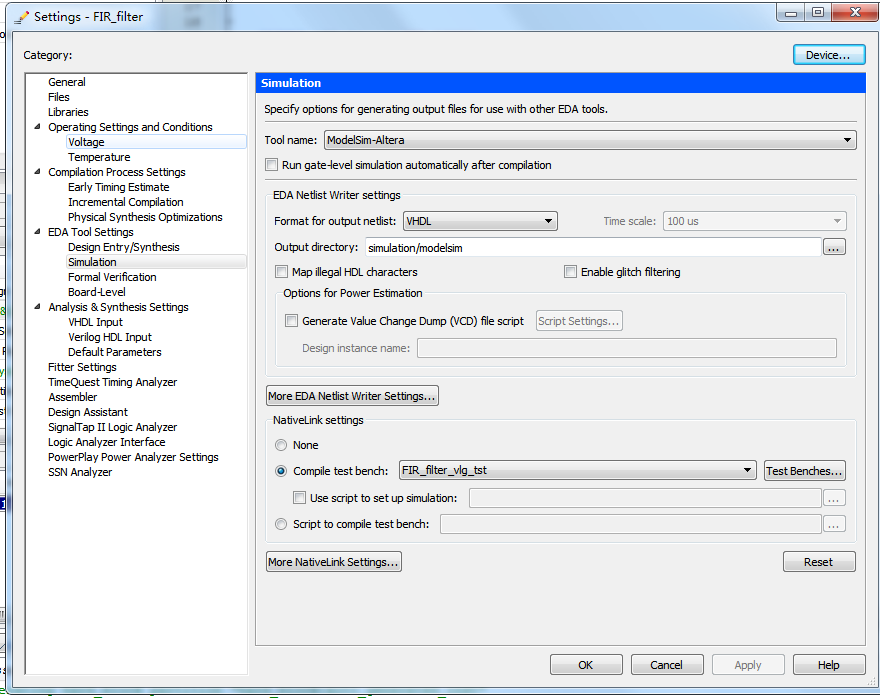 Settings - FIR_filter
Category:
Device...
General
Files
Libraries
Operating Settings and Conditions
Voltage
Temperature
Compilation Process Settings
Early Timing Estimate
Incremental Compilation
Physical Synthesis Optimizations
EDA Tool Settings
Design Entry/Synthesis
Simulation
Formal Verification
Board-Level
Analysis & Synthesis Settings
VHDL Input
Verilog HDL Input
Default Parameters
Fitter Settings
TimeQuest Timing Analyzer
Assembler
Design Assistant
SignalTap II Logic Analyzer
Logic Analyzer Interface
PowerPlay Power Analyzer Settings
SSN Analyzer
Simulation
Specify options for generating output files for use with other EDA tools.
Tool name: ModelSim-Altera
Run gate-level simulation automatically after compilation
EDA Netlist Writer settings
Format for output netlist: VHDL Time scale: 100 us
Output directory: simulation/modelsim ...
Map illegal HDL characters Enable glitch filtering
Options for Power Estimation
Generate Value Change Dump (VCD) file script Script Settings...
Design instance name:
More EDA Netlist Writer Settings...
NativeLink settings
None
Compile test bench: FIR_filter_vlg_tst Test Benches...
Use script to set up simulation: ...
Script to compile test bench: ...
More NativeLink Settings... Reset
OK Cancel Apply Help